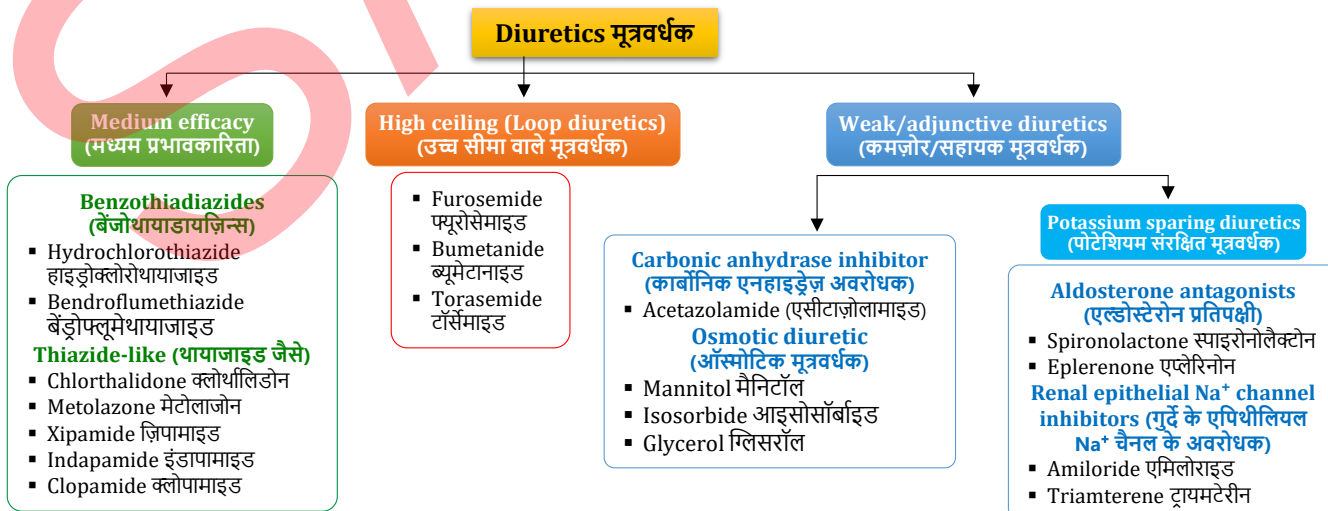 Diuretics मूत्रवर्धक
Medium efficacy
(मध्यम प्रभावकारिता)
Benzothiadiazides
(बेंजोथायाडायज़िन्स)
▪ Hydrochlorothiazide
हाइड्रोक्लोरोथायाजाइड
▪ Bendroflumethiazide
बेंड्रोफ्लूमेथायाजाइड
Thiazide-like (थायाजाइड जैसे)
▪ Chlorthalidone क्लोर्थालिडोन
▪ Metolazone मेटोलाजोन
▪ Xipamide ज़िपामाइड
▪ Indapamide इंडापामाइड
▪ Clopamide क्लोपामाइड
High ceiling (Loop diuretics)
(उच्च सीमा वाले मूत्रवर्धक)
▪ Furosemide
फ्यूरोसेमाइड
▪ Bumetanide
ब्यूमेटानाइड
▪ Torasemide
टॉर्सेमाइड
Weak/adjunctive diuretics
(कमज़ोर/सहायक मूत्रवर्धक)
Carbonic anhydrase inhibitor
(कार्बोनिक एनहाइड्रेज़ अवरोधक)
▪ Acetazolamide (एसीटाज़ोलामाइड)
Osmotic diuretic
(ऑस्मोटिक मूत्रवर्धक)
▪ Mannitol मैनिटॉल
▪ Isosorbide आइसोसॉर्बाइड
▪ Glycerol ग्लिसरॉल
Potassium sparing diuretics
(पोटेशियम संरक्षित मूत्रवर्धक)
Aldosterone antagonists
(एल्डोस्टेरोन प्रतिपक्षी)
▪ Spironolactone स्पाइरोनोलैक्टोन
▪ Eplerenone एप्लेरिनोन
Renal epithelial Na⁺ channel
inhibitors (गुर्दे के एपिथीलियल
Na⁺ चैनल के अवरोधक)
▪ Amiloride एमिलोराइड
▪ Triamterene ट्रायमटेरीन